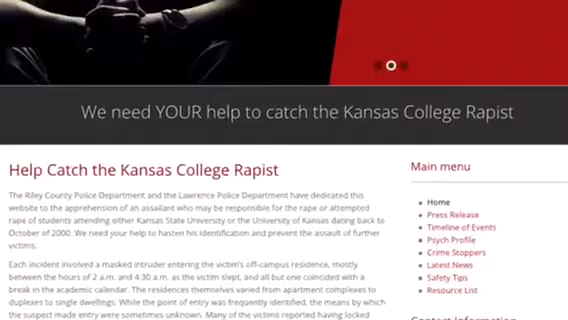 We need YOUR help to catch the Kansas College Rapist
Help Catch the Kansas College Rapist
The Riley County Police Department and the Lawrence Police Department have dedicated this
website to the apprehension of an assailant who may be responsible for the rape or attempted
rape of students attending either Kansas State University or the University of Kansas dating back to
October of 2000. We need your help to hasten his identification and prevent the assault of further
victims.
Each incident involved a masked intruder entering the victim's off-campus residence, mostly
between the hours of 2 a.m. and 4:30 a.m. as the victim slept, and all but one coincided with a
break in the academic calendar. The residences themselves varied from apartment complexes to
duplexes to single dwellings. While the point of entry was frequently identified, the means by which
the suspect made entry were sometimes unknown. Many of the victims reported having locked
Main menu
Home
Press Release
Timeline of Events
Psych Profile
Crime Stoppers
Latest News
Safety Tips
Resource List
Contact Information